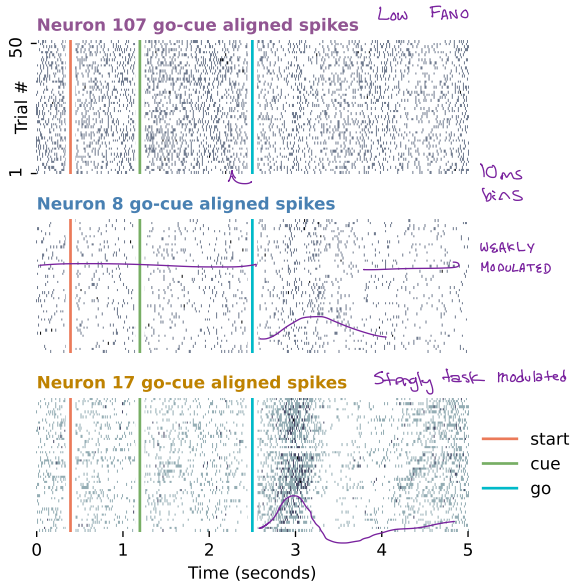 Neuron 107 go-cue aligned spikes
LOW FANO
50
Trial #
1
10ms
bins
Neuron 8 go-cue aligned spikes
WEAKLY
MODULATED
Neuron 17 go-cue aligned spikes
task modulated
start
cue
go
0 1 2 3 4 5
Time (seconds)